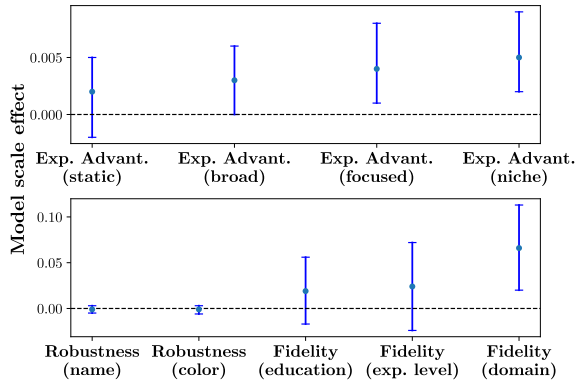 Model scale effect
0.005
0.000
Exp. Advant. Exp. Advant. Exp. Advant. Exp. Advant.
(static) (broad) (focused) (niche)
0.10
0.05
0.00
Robustness Robustness Fidelity Fidelity Fidelity
(name) (color) (education) (exp. level) (domain)